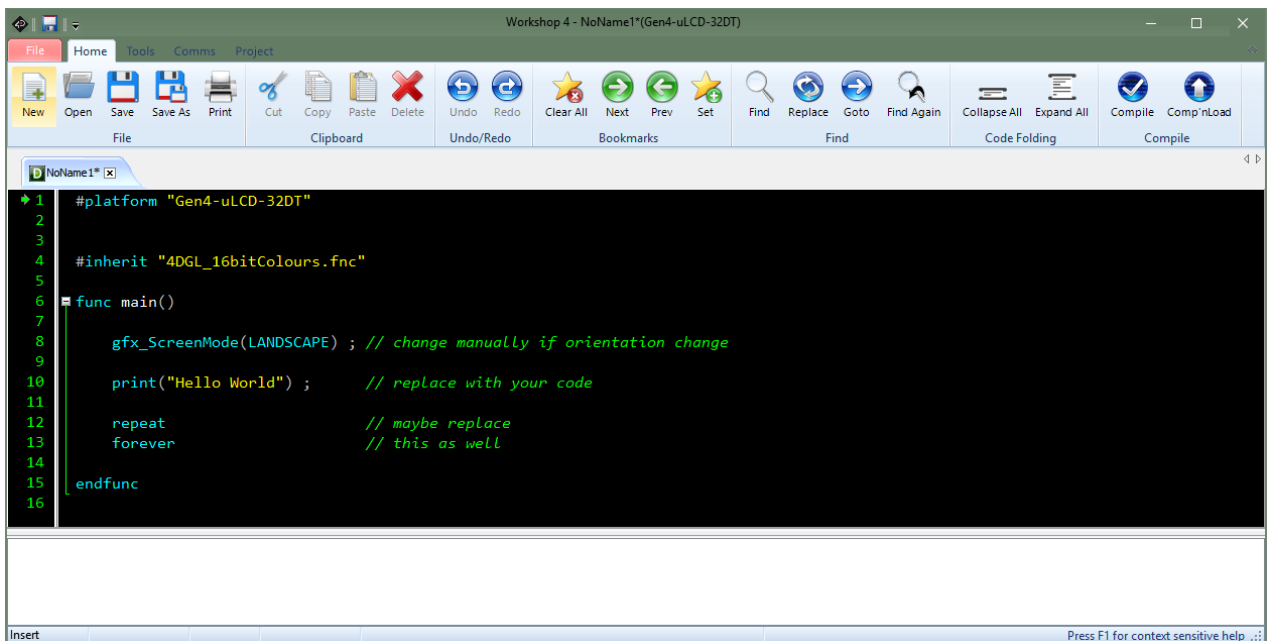 Workshop 4 - NoName1*(Gen4-uLCD-32DT)
File Home Tools Comms Project
New Open Save Save As Print Cut Copy Paste Delete Undo Redo Clear All Next Prev Set Find Replace Goto Find Again Collapse All Expand All Compile Comp'nLoad
File Clipboard Undo/Redo Bookmarks Find Code Folding Compile
NoName1*
1 #platform "Gen4-uLCD-32DT"
2
3
4 #inherit "4DGL_16bitColours.fnc"
5
6 func main()
7
8 gfx_ScreenMode(LANDSCAPE) ; // change manually if orientation change
9
10 print("Hello World") ; // replace with your code
11
12 repeat // maybe replace
13 forever // this as well
14
15 endfunc
16
Insert Press F1 for context sensitive help